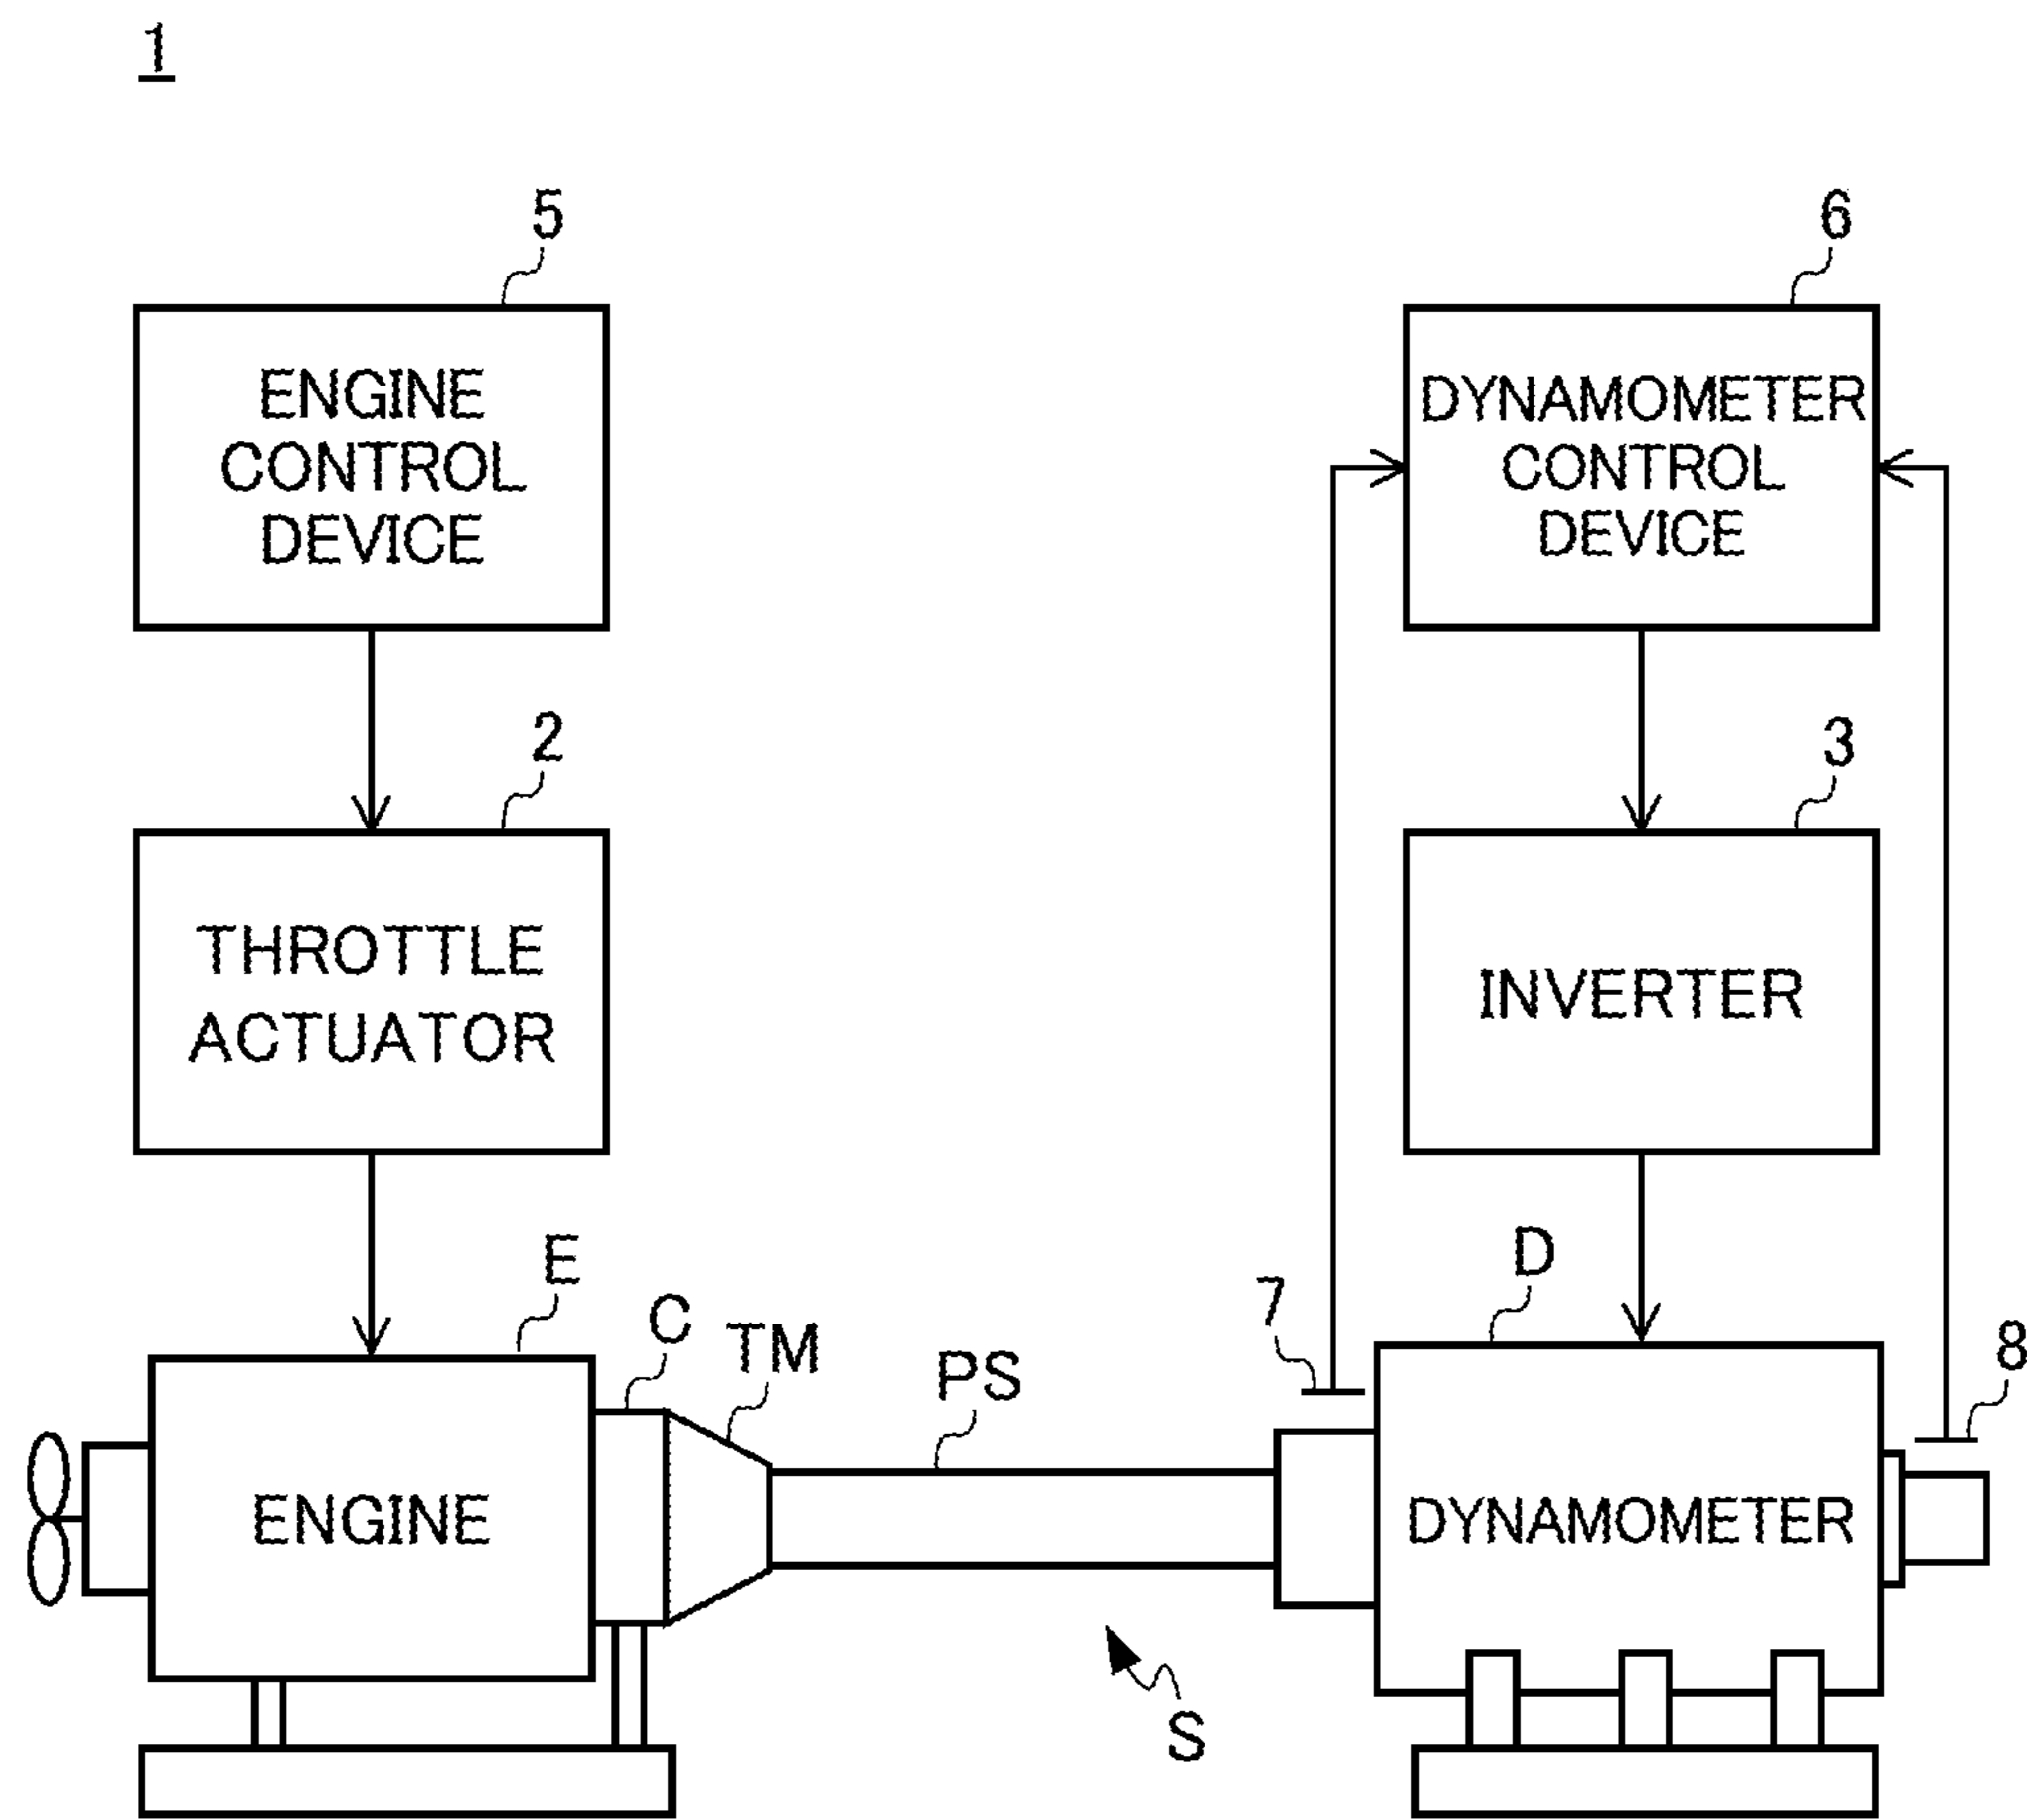 1
5
6
ENGINE
CONTROL
DEVICE
DYNAMOMETER
CONTROL
DEVICE
2
3
THROTTLE
ACTUATOR
INVERTER
E
C
TM
PS
7
D
8
ENGINE
DYNAMOMETER
S